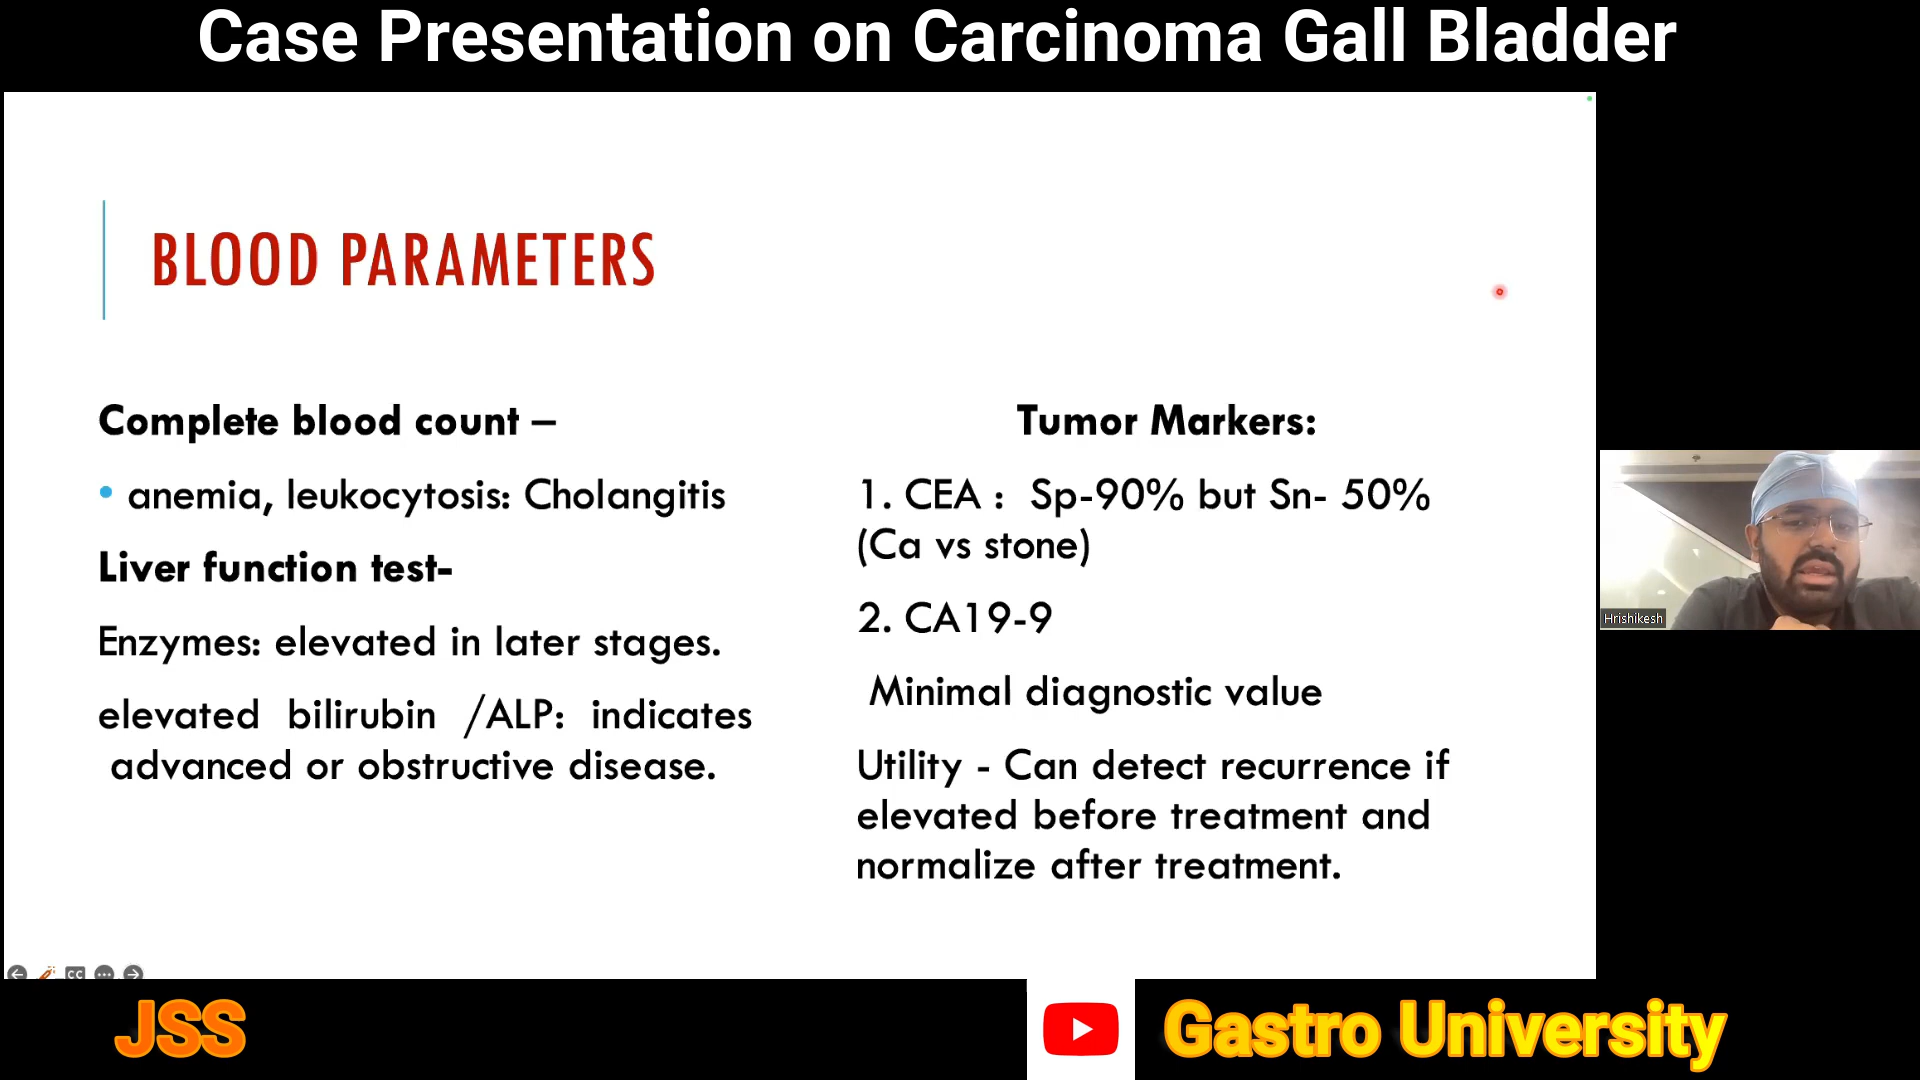 Case Presentation on Carcinoma Gall Bladder
BLOOD PARAMETERS
Complete blood count –
• anemia, leukocytosis: Cholangitis
Liver function test-
Enzymes: elevated in later stages.
elevated bilirubin /ALP: indicates
advanced or obstructive disease.
Tumor Markers:
1. CEA : Sp-90% but Sn- 50%
(Ca vs stone)
2. CA19-9
Minimal diagnostic value
Utility - Can detect recurrence if
elevated before treatment and
normalize after treatment.
Hrishikesh
CC
JSS
Gastro University